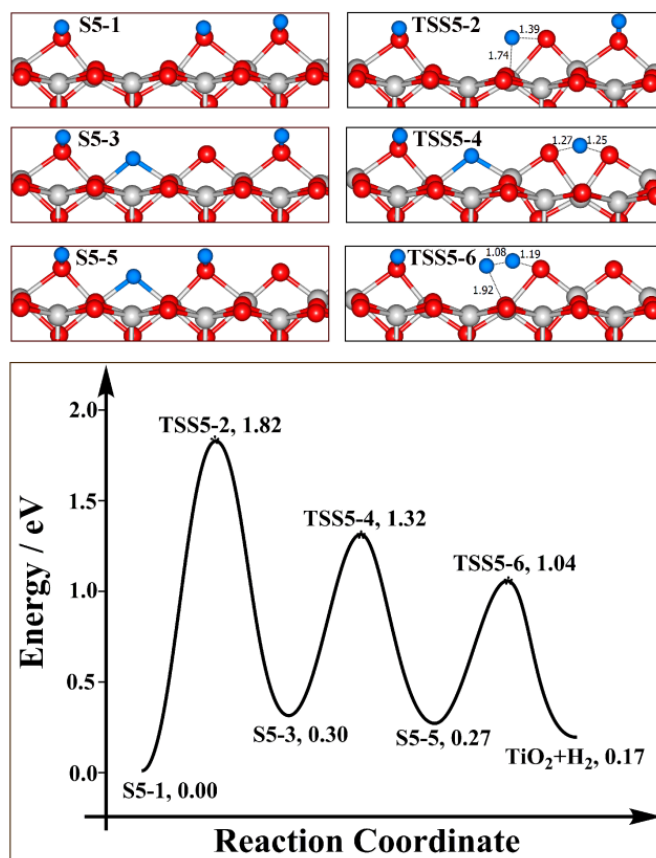 S5-1
TSS5-2
1.39
1.74
S5-3
TSS5-4
1.27
1.25
S5-5
TSS5-6
1.08
1.19
1.92
Energy / eV
2.0
1.5
1.0
0.5
0.0
TSS5-2, 1.82
TSS5-4, 1.32
TSS5-6, 1.04
S5-3, 0.30
S5-5, 0.27
TiO₂+H₂, 0.17
S5-1, 0.00
Reaction Coordinate